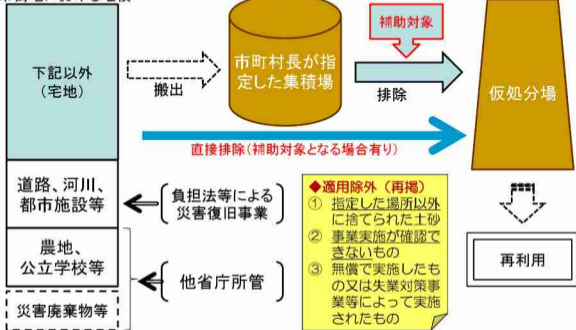 下記以外
（宅地）
搬出
市町村長が指
定した集積場
補助対象
排除
仮処分場
直接排除（補助対象となる場合有り）
道路、河川、
都市施設等
負担法等による
災害復旧事業
農地、
公立学校等
他省庁所管
災害廃棄物等
◆適用除外（再掲）
① 指定した場所以外
に捨てられた土砂
② 事業実施が確認で
きないもの
③ 無償で実施したも
の又は失業対策事
業等によって実施
されたもの
再利用